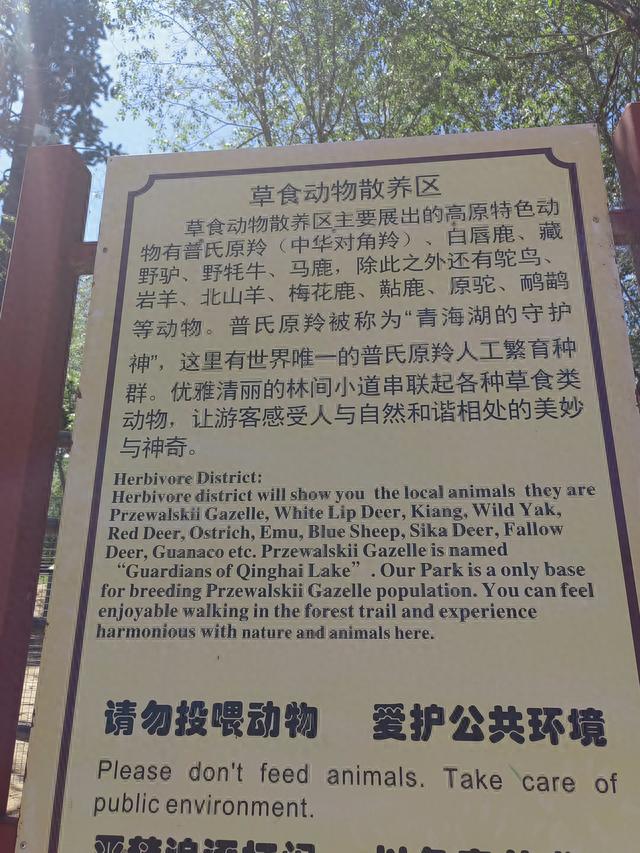 草食动物散养区
草食动物散养区主要展出的高原特色动
物有普氏原羚（中华对角羚）、白唇鹿、藏
野驴、野牦牛、马鹿，除此之外还有鸵鸟、
岩羊、北山羊、梅花鹿、黇鹿、原驼、鸸鹋
等动物。普氏原羚被称为“青海湖的守护
神”，这里有世界唯一的普氏原羚人工繁育种
群。优雅清丽的林间小道串联起各种草食类
动物，让游客感受人与自然和谐相处的美妙
与神奇。
Herbivore District:
Herbivore district will show you the local animals they are
Przewalskii Gazelle, White Lip Deer, Kiang, Wild Yak,
Red Deer, Ostrich, Emu, Blue Sheep, Sika Deer, Fallow
Deer, Guanaco etc. Przewalskii Gazelle is named
“Guardians of Qinghai Lake”. Our Park is a only base
for breeding Przewalskii Gazelle population. You can feel
enjoyable walking in the forest trail and experience
harmonious with nature and animals here.
请勿投喂动物 爱护公共环境
Please don't feed animals. Take care of
public environment.